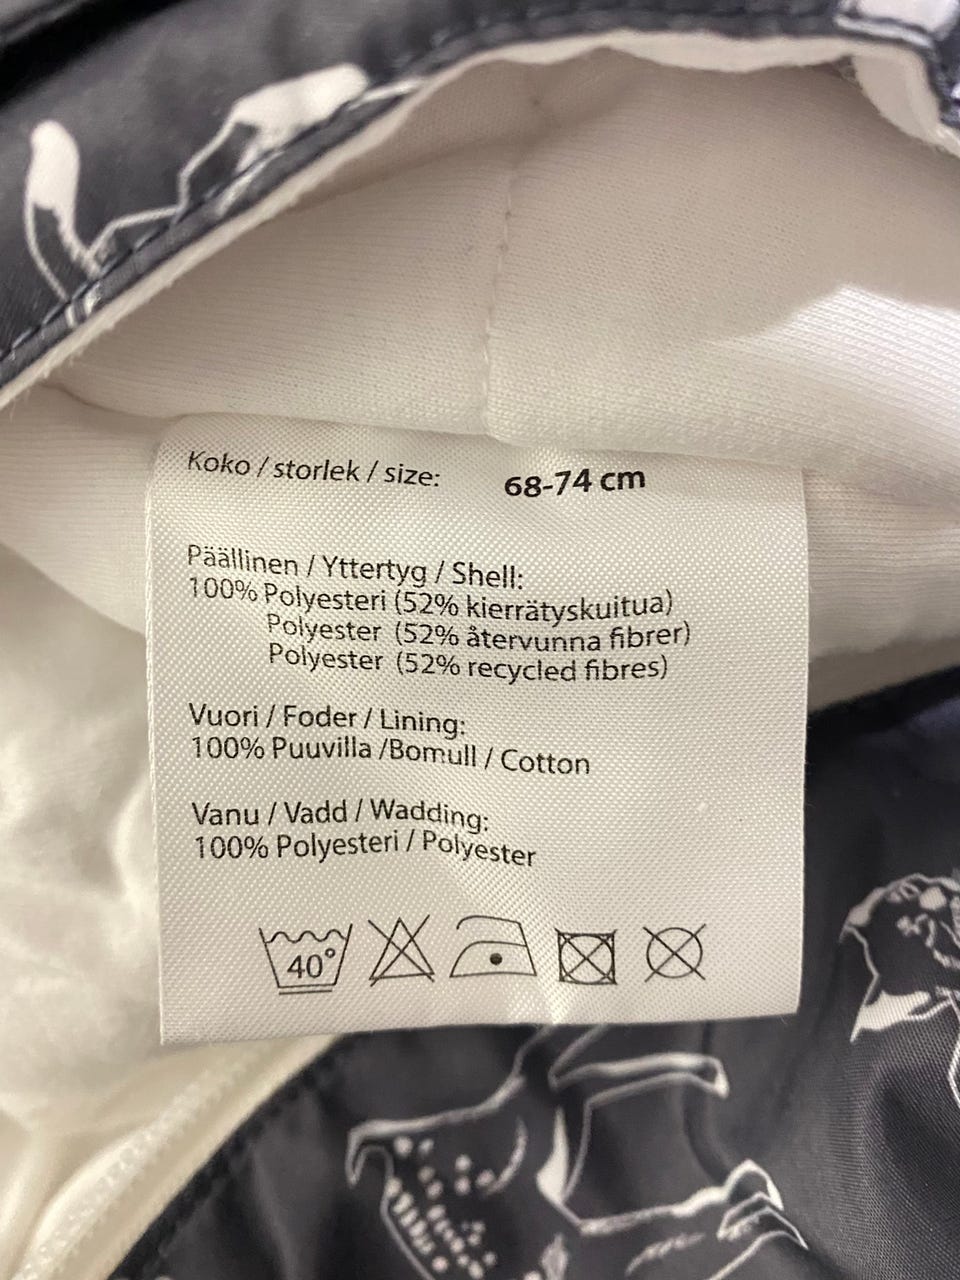 Koko / storlek / size: 68-74 cm
Päällinen / Yttertyg / Shell:
100% Polyesteri (52% kierrätyskuitua)
Polyester (52% återvunna fibrer)
Polyester (52% recycled fibres)
Vuori / Foder / Lining:
100% Puuvilla /Bomull / Cotton
Vanu / Vadd / Wadding:
100% Polyesteri / Polyester
40°